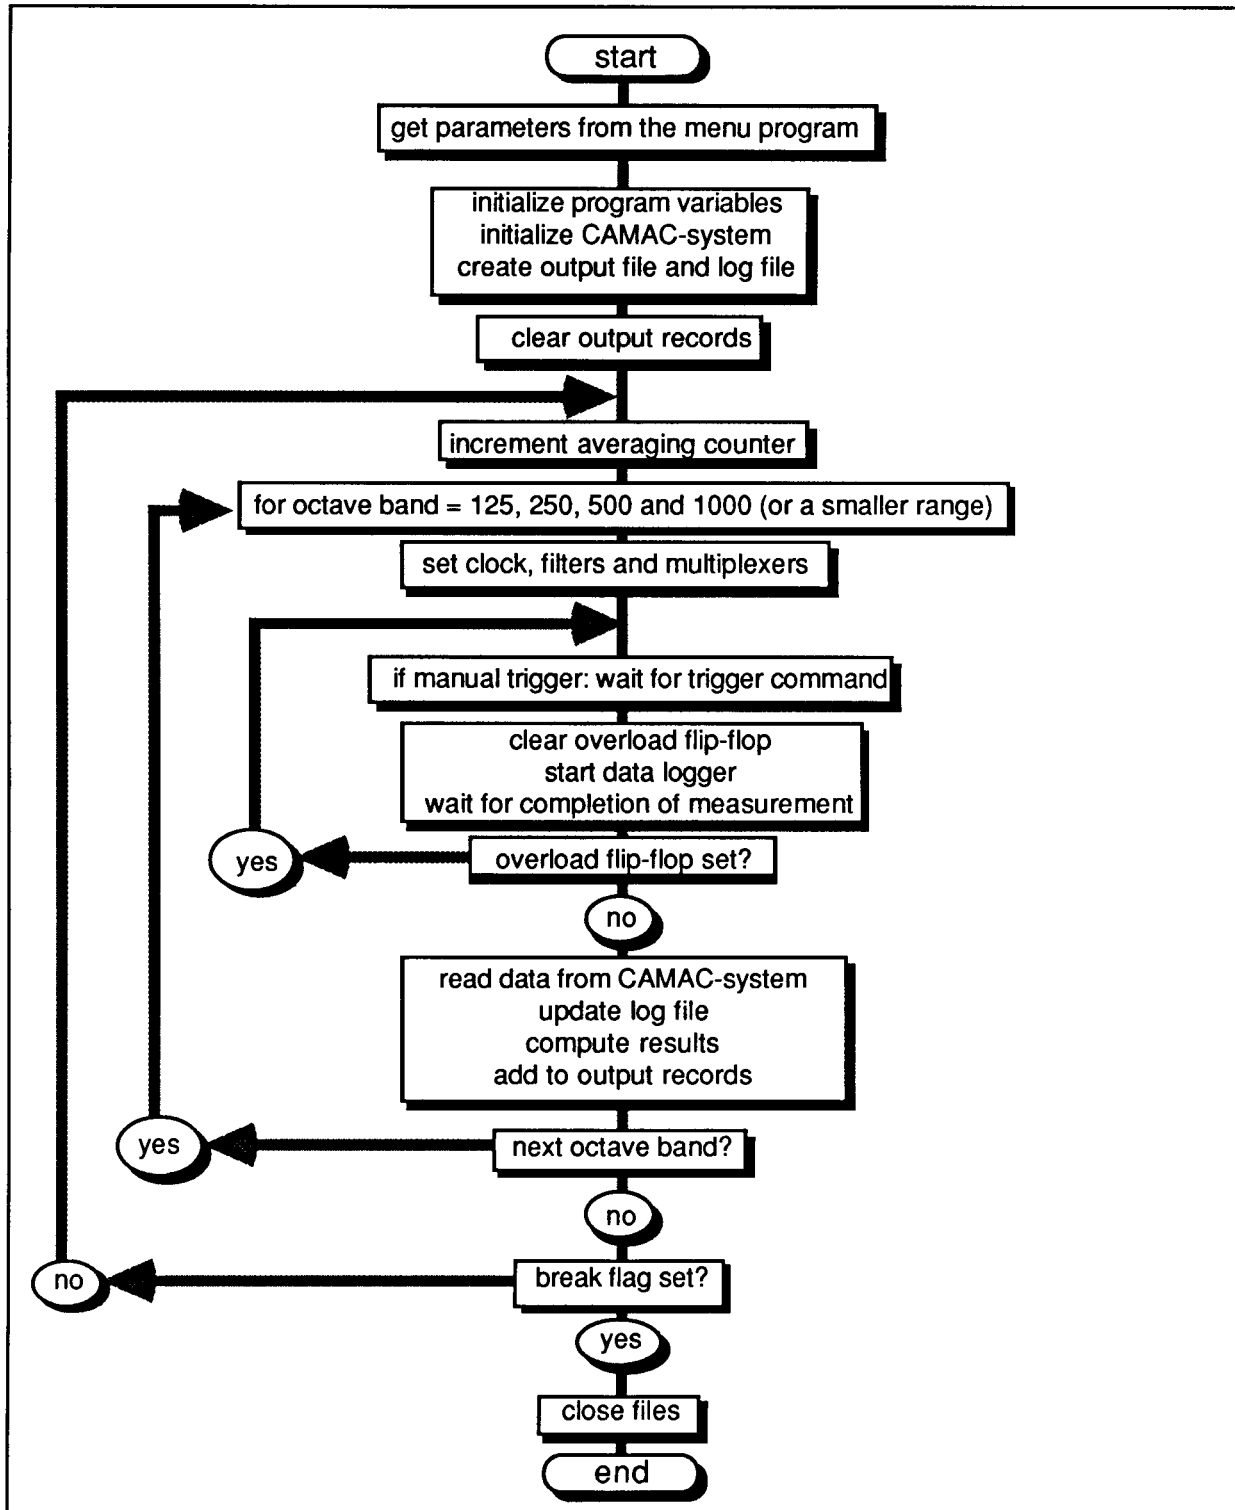 start
get parameters from the menu program
initialize program variables
initialize CAMAC-system
create output file and log file
clear output records
increment averaging counter
for octave band = 125, 250, 500 and 1000 (or a smaller range)
set clock, filters and multiplexers
if manual trigger: wait for trigger command
clear overload flip-flop
start data logger
wait for completion of measurement
yes
overload flip-flop set?
no
read data from CAMAC-system
update log file
compute results
add to output records
yes
next octave band?
no
no
break flag set?
yes
close files
end